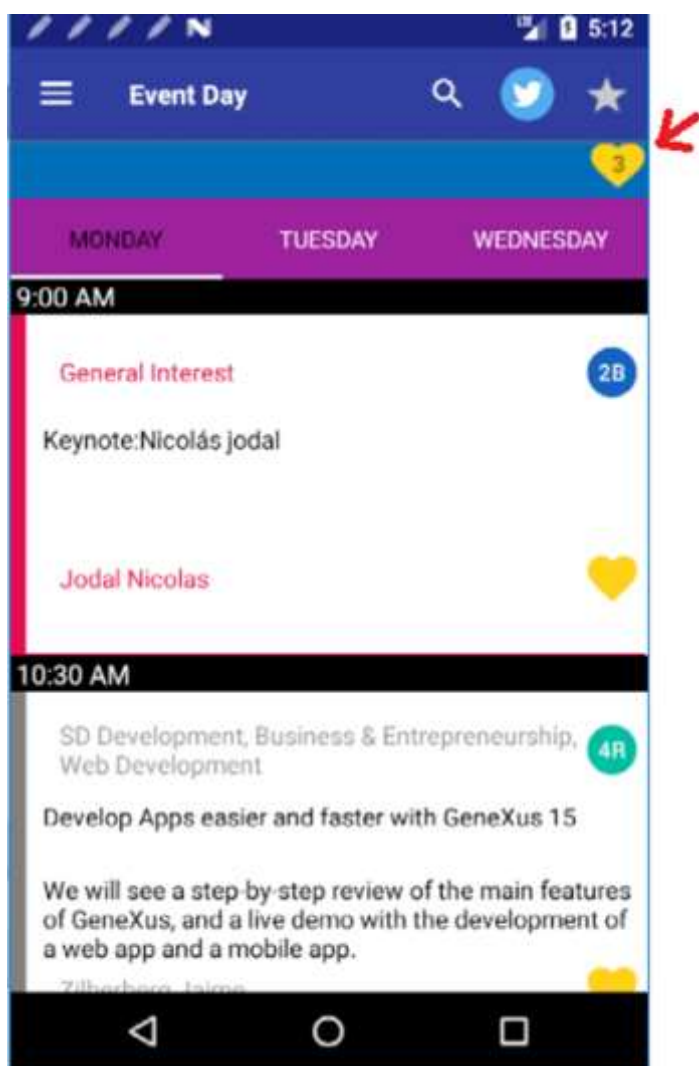 5:12
Event Day
3
MONDAY TUESDAY WEDNESDAY
9:00 AM
General Interest
2B
Keynote:Nicolás jodal
Jodal Nicolas
10:30 AM
SD Development, Business & Entrepreneurship,
Web Development
4R
Develop Apps easier and faster with GeneXus 15
We will see a step-by-step review of the main features
of GeneXus, and a live demo with the development of
a web app and a mobile app.
Zilberberg Jaime